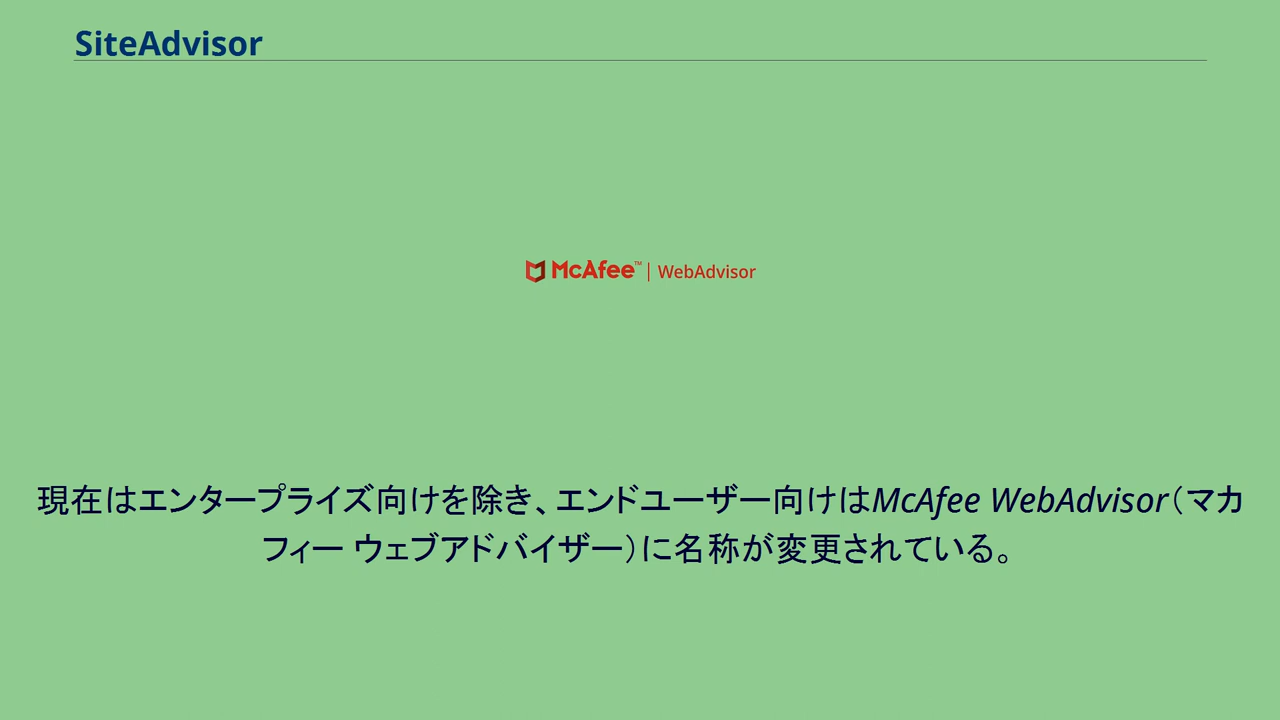 SiteAdvisor
McAfee™ | WebAdvisor
現在はエンタープライズ向けを除き、エンドユーザー向けはMcAfee WebAdvisor（マカ
フィー ウェブアドバイザー）に名称が変更されている。